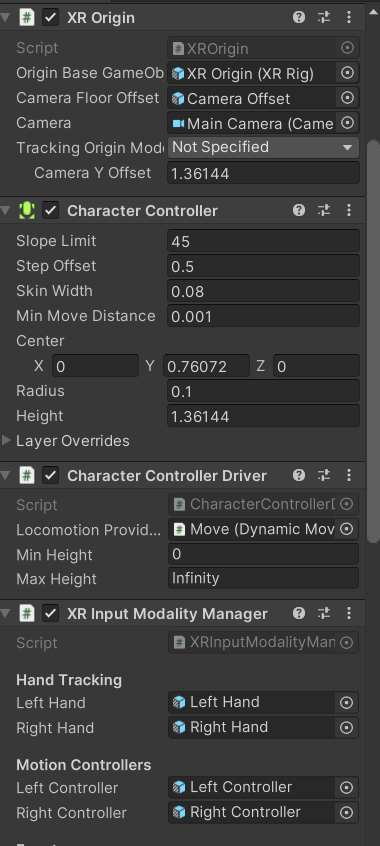 XR Origin
Script XROrigin
Origin Base GameOb XR Origin (XR Rig)
Camera Floor Offset Camera Offset
Camera Main Camera (Came
Tracking Origin Mod Not Specified
Camera Y Offset 1.36144
Character Controller
Slope Limit 45
Step Offset 0.5
Skin Width 0.08
Min Move Distance 0.001
Center
X 0 Y 0.76072 Z 0
Radius 0.1
Height 1.36144
Layer Overrides
Character Controller Driver
Script CharacterControllerD
Locomotion Provid... Move (Dynamic Mov
Min Height 0
Max Height Infinity
XR Input Modality Manager
Script XRInputModalityMan
Hand Tracking
Left Hand Left Hand
Right Hand Right Hand
Motion Controllers
Left Controller Left Controller
Right Controller Right Controller